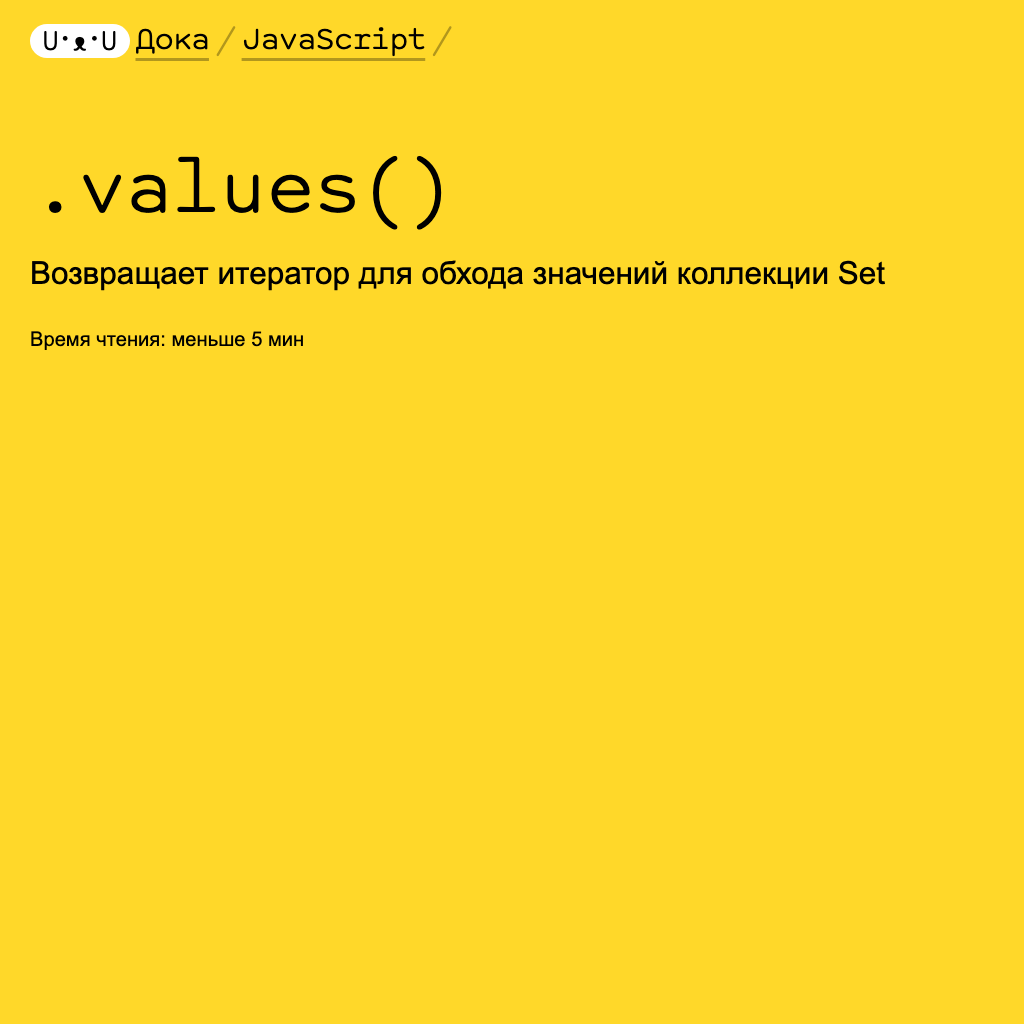 U·ᴥ·U Дока / JavaScript /
.values()
Возвращает итератор для обхода значений коллекции Set
Время чтения: меньше 5 мин